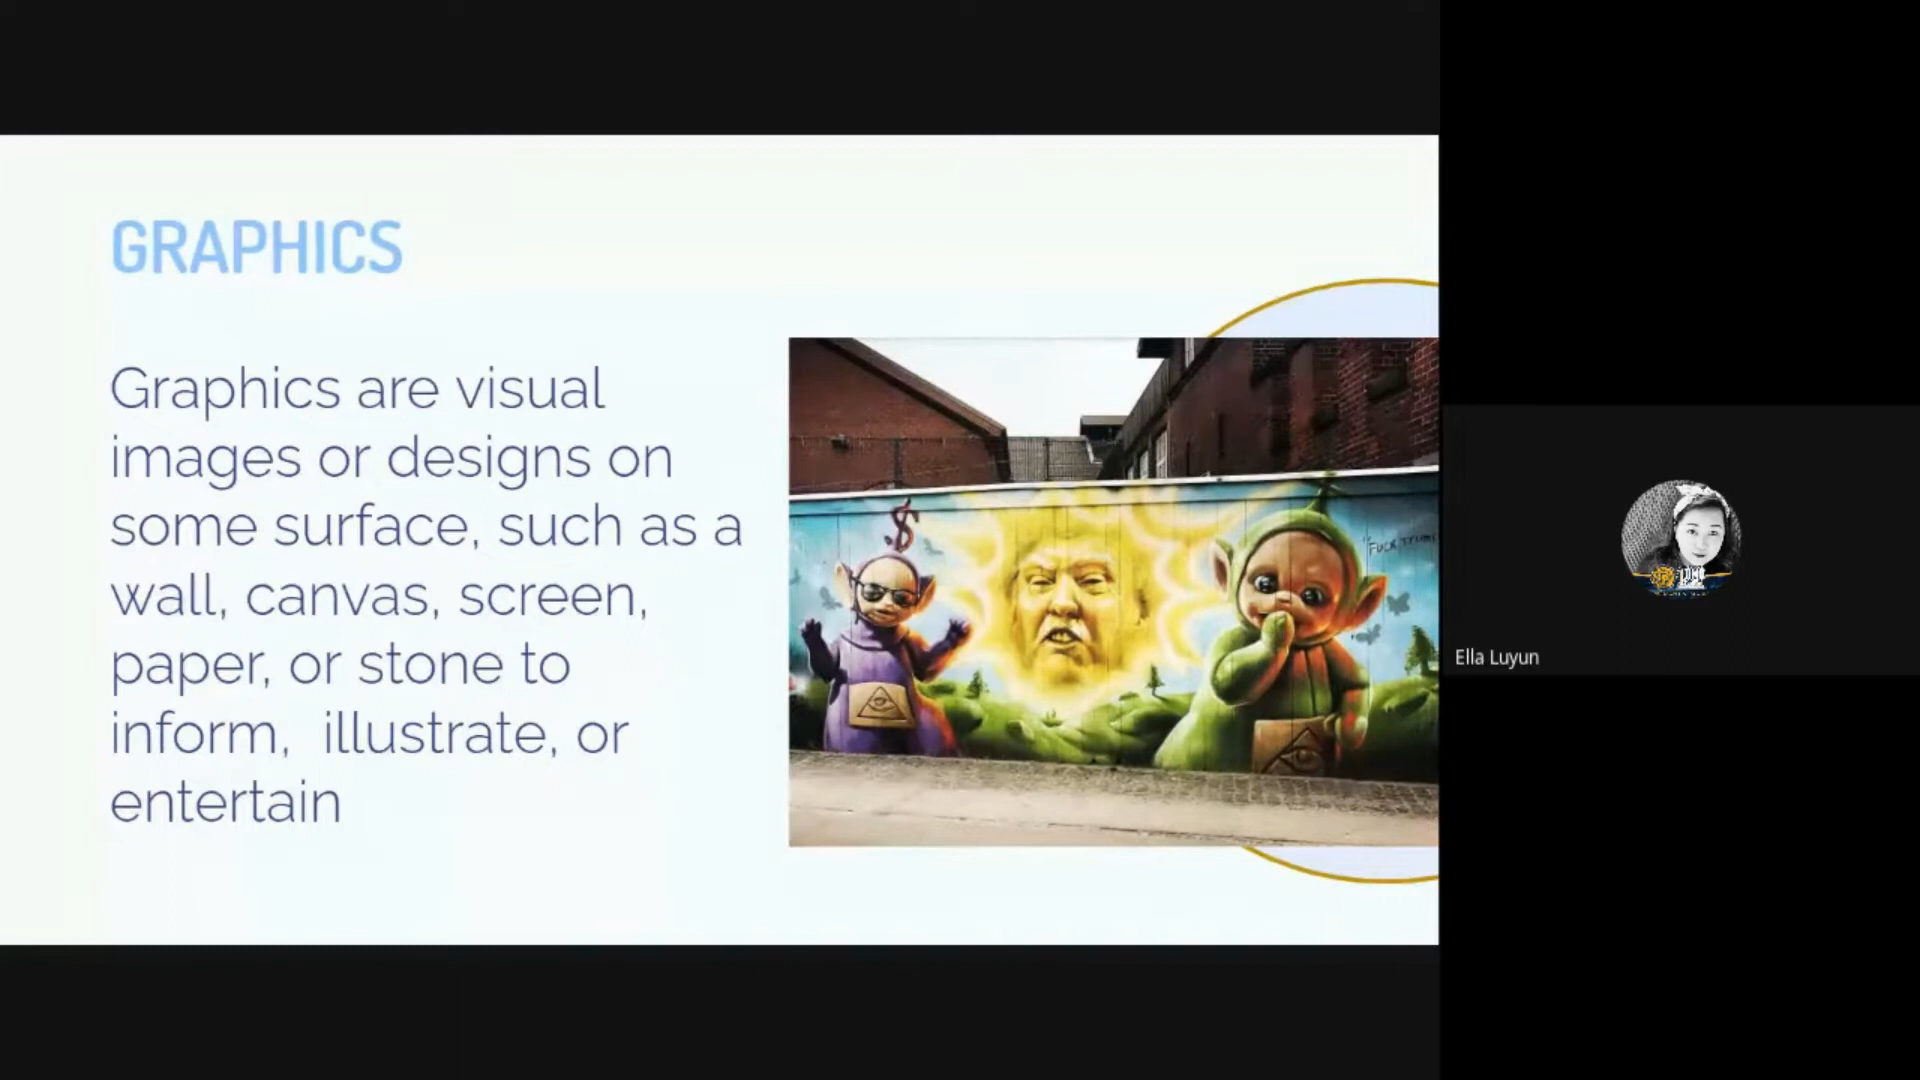 GRAPHICS
Graphics are visual
images or designs on
some surface, such as a
wall, canvas, screen,
paper, or stone to
inform, illustrate, or
entertain
$
"FUCK TRUMP
Ella Luyun